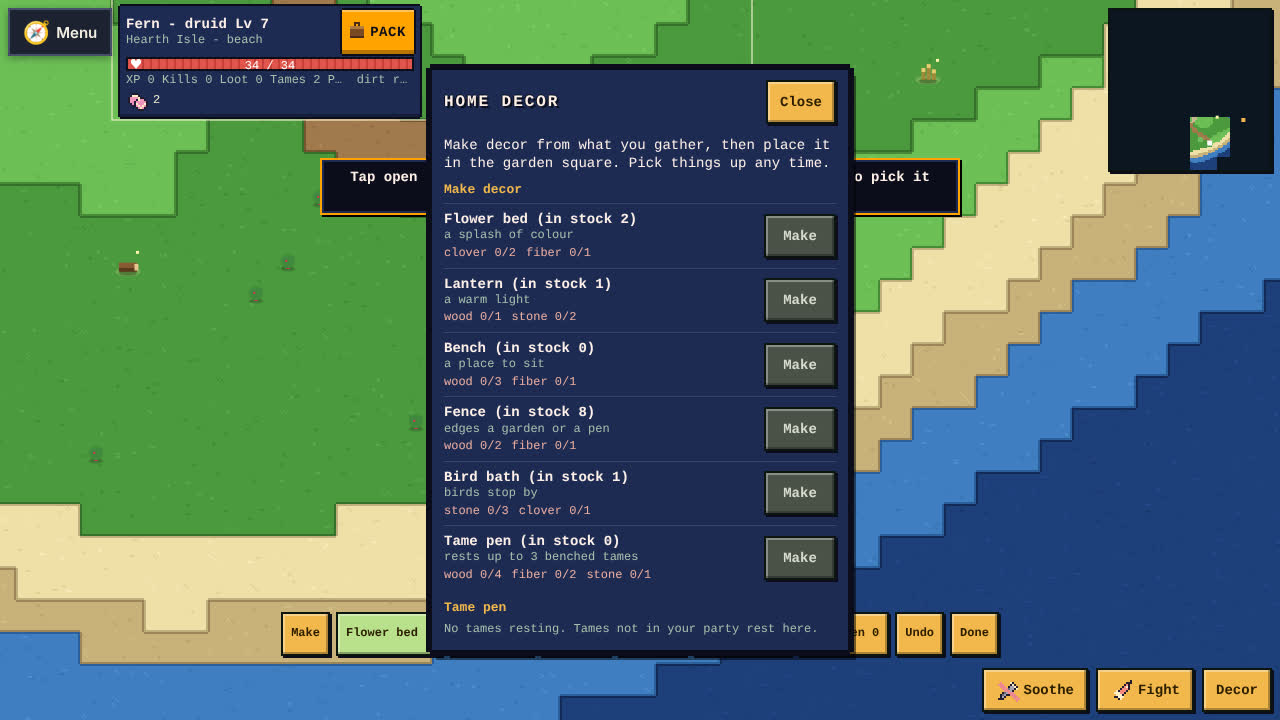 Menu
Fern - druid Lv 7
Hearth Isle - beach
PACK
34 / 34
XP 0 Kills 0 Loot 0 Tames 2 P… dirt r…
2
Tap open
o pick it
HOME DECOR
Close
Make decor from what you gather, then place it
in the garden square. Pick things up any time.
Make decor
Flower bed (in stock 2)
a splash of colour
clover 0/2 fiber 0/1
Make
Lantern (in stock 1)
a warm light
wood 0/1 stone 0/2
Make
Bench (in stock 0)
a place to sit
wood 0/3 fiber 0/1
Make
Fence (in stock 8)
edges a garden or a pen
wood 0/2 fiber 0/1
Make
Bird bath (in stock 1)
birds stop by
stone 0/3 clover 0/1
Make
Tame pen (in stock 0)
rests up to 3 benched tames
wood 0/4 fiber 0/2 stone 0/1
Make
Tame pen
No tames resting. Tames not in your party rest here.
Make
Flower bed
en 0
Undo
Done
Soothe
Fight
Decor